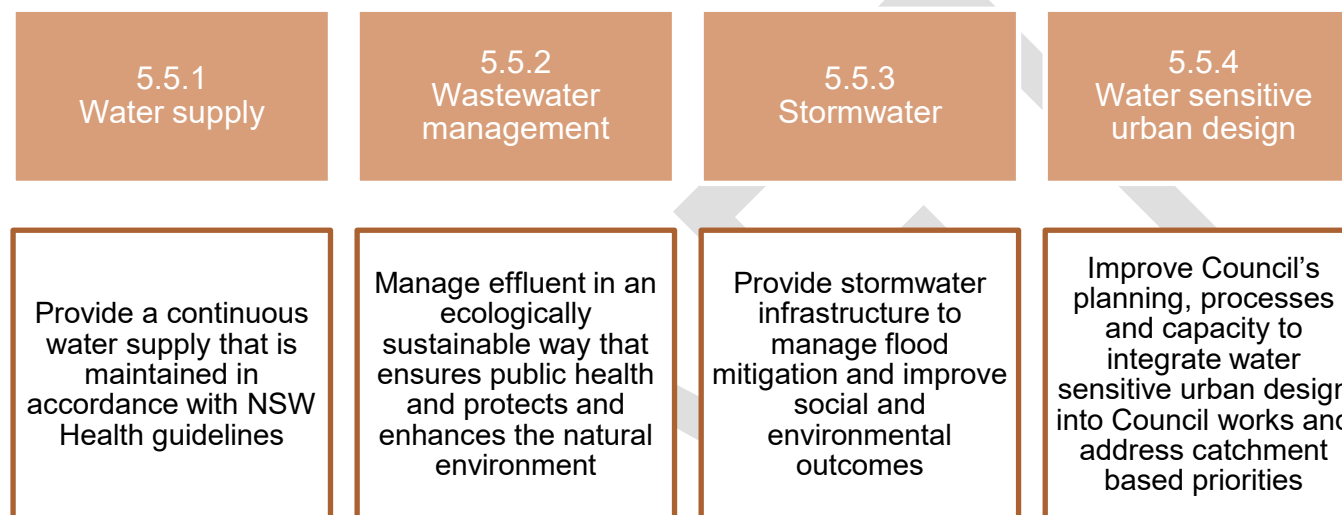 5.5.1
Water supply
5.5.2
Wastewater
management
5.5.3
Stormwater
5.5.4
Water sensitive
urban design
Provide a continuous
water supply that is
maintained in
accordance with NSW
Health guidelines
Manage effluent in an
ecologically
sustainable way that
ensures public health
and protects and
enhances the natural
environment
Provide stormwater
infrastructure to
manage flood
mitigation and improve
social and
environmental
outcomes
Improve Council’s
planning, processes
and capacity to
integrate water
sensitive urban design
into Council works and
address catchment
based priorities